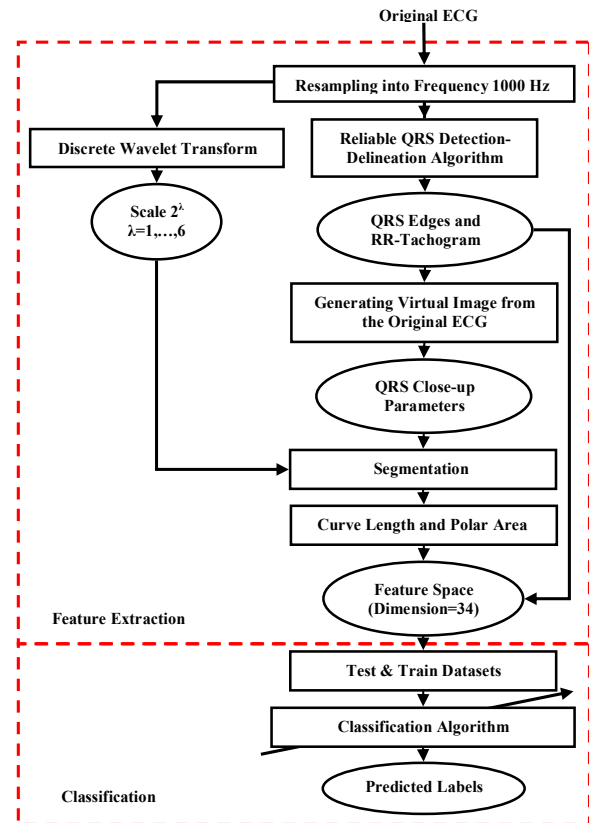 Original ECG
Resampling into Frequency 1000 Hz
Discrete Wavelet Transform
Reliable QRS Detection-
Delineation Algorithm
Scale 2^λ
λ=1,…,6
QRS Edges and
RR-Tachogram
Generating Virtual Image from
the Original ECG
QRS Close-up
Parameters
Segmentation
Curve Length and Polar Area
Feature Space
(Dimension=34)
Feature Extraction
Test & Train Datasets
Classification Algorithm
Predicted Labels
Classification